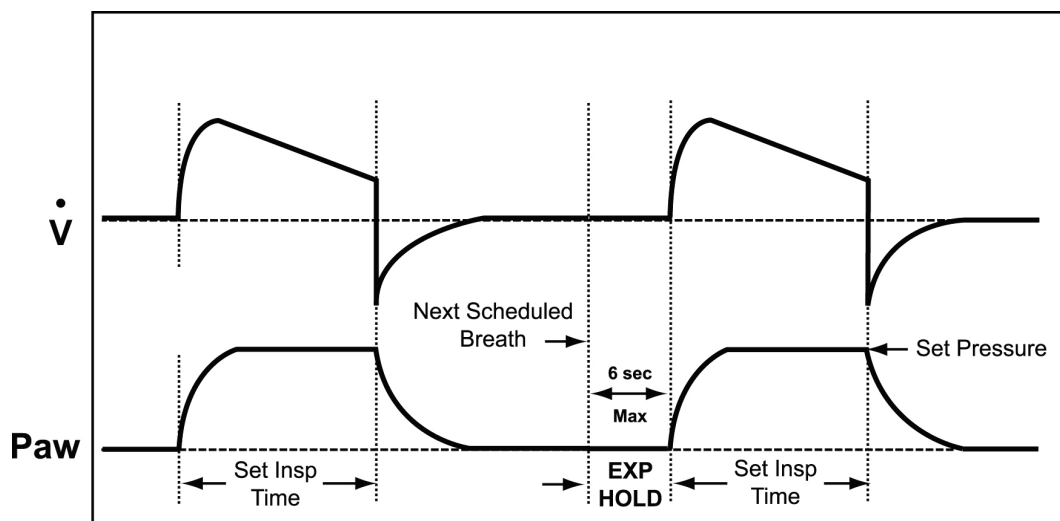 V̇
Next Scheduled
Breath
Set Pressure
6 sec
Max
Paw
Set Insp
Time
EXP
HOLD
Set Insp
Time